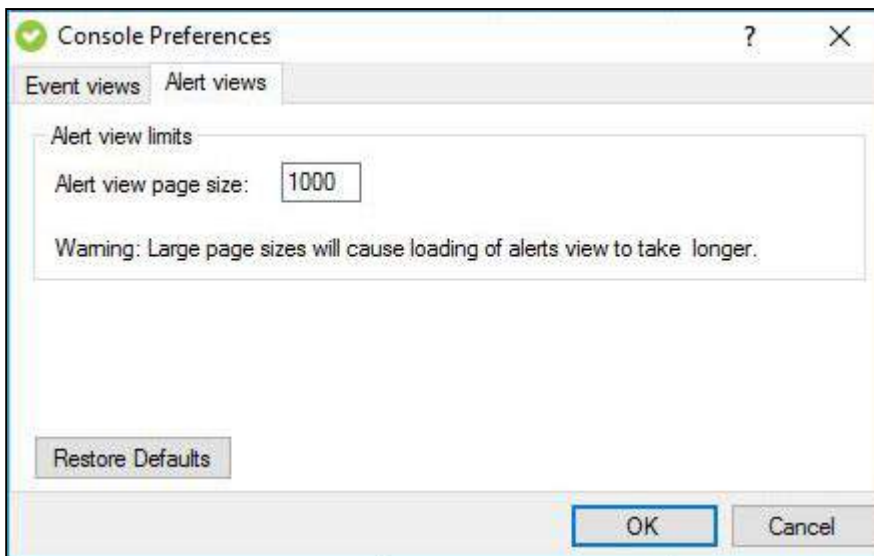 Console Preferences ?
Event views Alert views
Alert view limits
Alert view page size: 1000
Warning: Large page sizes will cause loading of alerts view to take longer.
Restore Defaults
OK Cancel